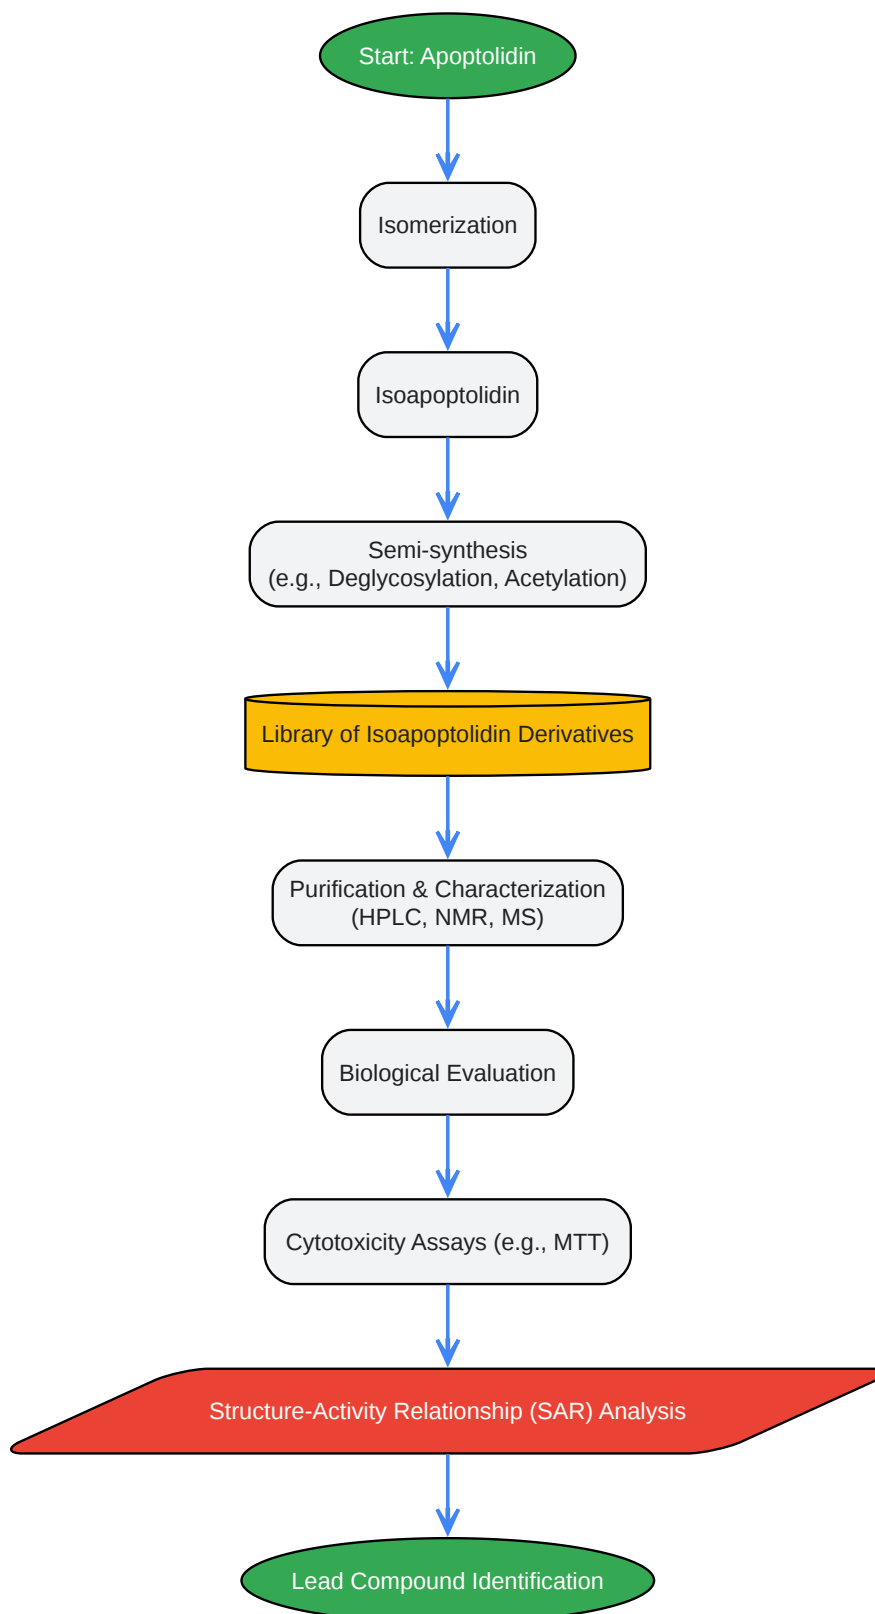 Start: Apoptolidin
Isomerization
Isoapoptolidin
Semi-synthesis
(e.g., Deglycosylation, Acetylation)
Library of Isoapoptolidin Derivatives
Purification & Characterization
(HPLC, NMR, MS)
Biological Evaluation
Cytotoxicity Assays (e.g., MTT)
Structure-Activity Relationship (SAR) Analysis
Lead Compound Identification